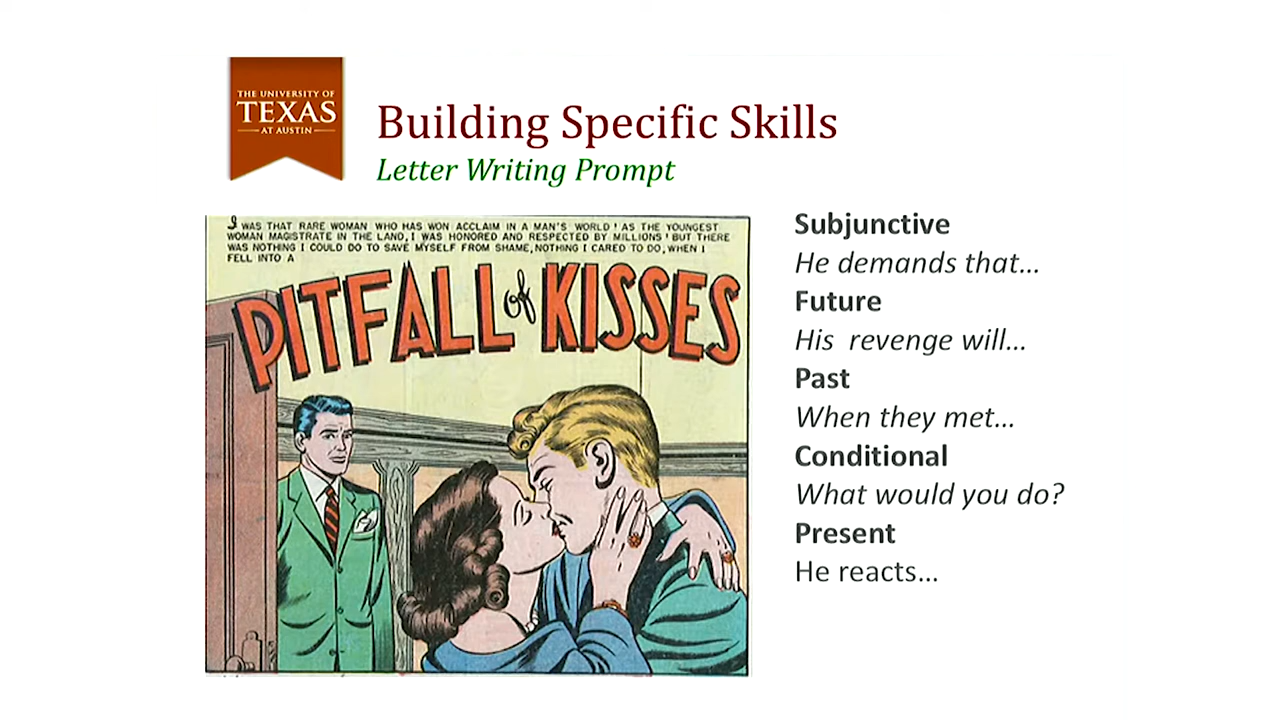 THE UNIVERSITY OF
TEXAS
AT AUSTIN
Building Specific Skills
Letter Writing Prompt
I WAS THAT RARE WOMAN WHO HAS WON ACCLAIM IN A MAN'S WORLD! AS THE YOUNGEST
WOMAN MAGISTRATE IN THE LAND, I WAS HONORED AND RESPECTED BY MILLIONS! BUT THERE
WAS NOTHING I COULD DO TO SAVE MYSELF FROM SHAME, NOTHING I CARED TO DO, WHEN I
FELL INTO A
PITFALL of KISSES
Subjunctive
He demands that...
Future
His  revenge will...
Past
When they met...
Conditional
What would you do?
Present
He reacts...